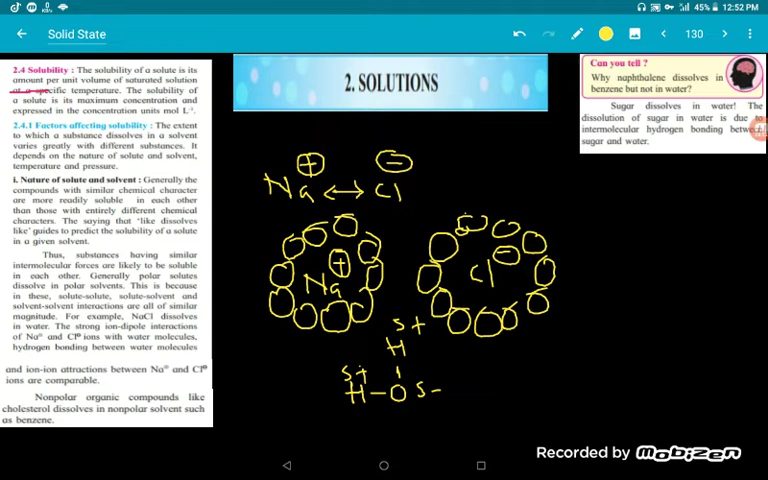 45% 12:52 PM
Solid State
130
2.4 Solubility : The solubility of a solute is its
amount per unit volume of saturated solution
at a specific temperature. The solubility of
a solute is its maximum concentration and
expressed in the concentration units mol L⁻¹.
2.4.1 Factors affecting solubility : The extent
to which a substance dissolves in a solvent
varies greatly with different substances. It
depends on the nature of solute and solvent,
temperature and pressure.
i. Nature of solute and solvent : Generally the
compounds with similar chemical character
are more readily soluble in each other
than those with entirely different chemical
characters. The saying that 'like dissolves
like' guides to predict the solubility of a solute
in a given solvent.
Thus, substances having similar
intermolecular forces are likely to be soluble
in each other. Generally polar solutes
dissolve in polar solvents. This is because
in these, solute-solute, solute-solvent and
solvent-solvent interactions are all of similar
magnitude. For example, NaCl dissolves
in water. The strong ion-dipole interactions
of Na⊕ and Cl⊖ ions with water molecules,
hydrogen bonding between water molecules
and ion-ion attractions between Na⊕ and Cl⊖
ions are comparable.
Nonpolar organic compounds like
cholesterol dissolves in nonpolar solvent such
as benzene.
2. SOLUTIONS
⊕ ⊖
Na ↔ Cl
⊕ ⊖
Na Cl
S+
H
S+
H-O S-
Can you tell ?
Why naphthalene dissolves in
benzene but not in water?
Sugar dissolves in water! The
dissolution of sugar in water is due to
intermolecular hydrogen bonding between
sugar and water.
Recorded by Mobizen